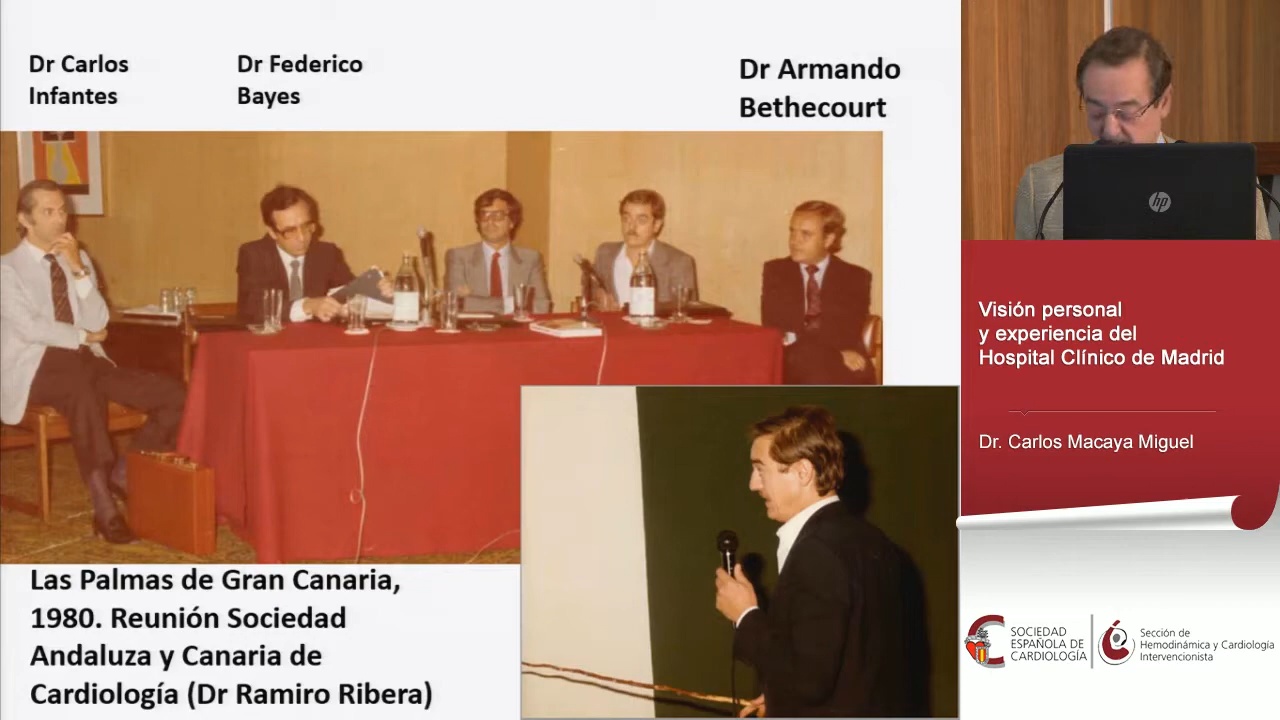 Dr Carlos
Infantes
Dr Federico
Bayes
Dr Armando
Bethecourt
Las Palmas de Gran Canaria,
1980. Reunión Sociedad
Andaluza y Canaria de
Cardiología (Dr Ramiro Ribera)
hp
Visión personal
y experiencia del
Hospital Clínico de Madrid
Dr. Carlos Macaya Miguel
SOCIEDAD
ESPAÑOLA DE
CARDIOLOGÍA
Sección de
Hemodinámica y Cardiología
Intervencionista